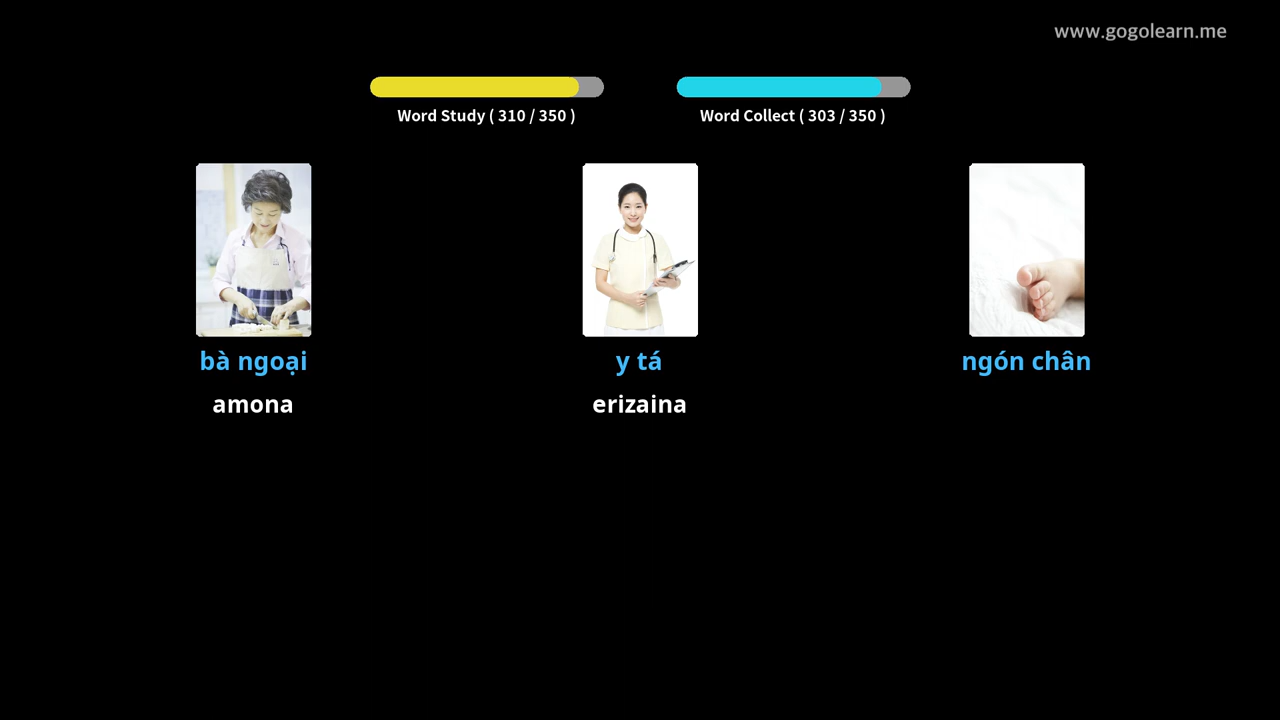 www.gogolearn.me
Word Study ( 310 / 350 )
Word Collect ( 303 / 350 )
bà ngoại
amona
y tá
erizaina
ngón chân